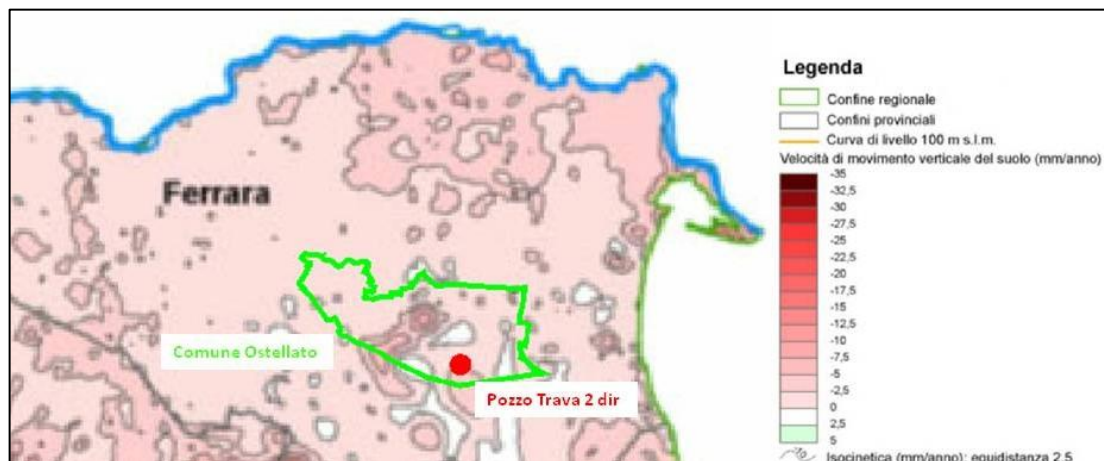 Ferrara
Comune Ostellato
Pozzo Trava 2 dir
Legenda
Confine regionale
Confini provinciali
Curva di livello 100 m s.l.m.
Velocità di movimento verticale del suolo (mm/anno)
-35
-32,5
-30
-27,5
-25
-22,5
-20
-17,5
-15
-12,5
-10
-7,5
-5
-2,5
0
2,5
5
Isocinetica (mm/anno); equidistanza 2,5